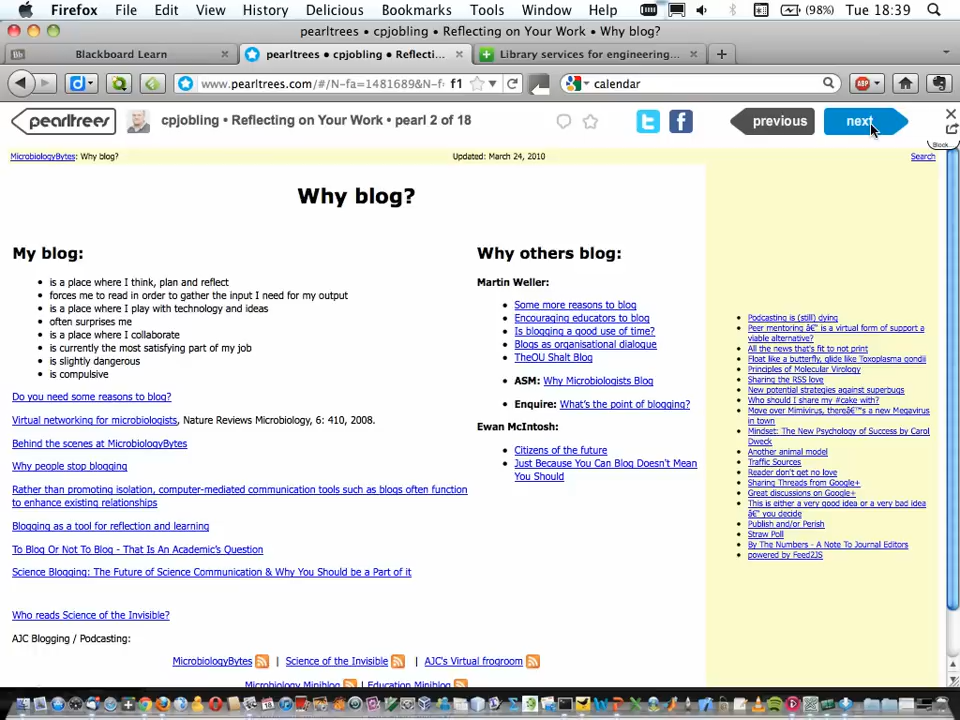 Firefox File Edit View History Delicious Bookmarks Tools Window Help (98%) Tue 18:39
pearltrees • cpjobling • Reflecting on Your Work • Why blog?
Blackboard Learn pearltrees • cpjobling • Reflecti... Library services for engineering...
www.pearltrees.com/#/N-fa=1481689&N-f f1 calendar ABP
pearltrees cpjobling • Reflecting on Your Work • pearl 2 of 18 previous next
Block...
MicrobiologyBytes: Why blog? Updated: March 24, 2010 Search
Why blog?
My blog:
• is a place where I think, plan and reflect
• forces me to read in order to gather the input I need for my output
• is a place where I play with technology and ideas
• often surprises me
• is a place where I collaborate
• is currently the most satisfying part of my job
• is slightly dangerous
• is compulsive
Do you need some reasons to blog?
Virtual networking for microbiologists, Nature Reviews Microbiology, 6: 410, 2008.
Behind the scenes at MicrobiologyBytes
Why people stop blogging
Rather than promoting isolation, computer-mediated communication tools such as blogs often function
to enhance existing relationships
Blogging as a tool for reflection and learning
To Blog Or Not To Blog - That Is An Academic's Question
Science Blogging: The Future of Science Communication & Why You Should be a Part of it
Who reads Science of the Invisible?
AJC Blogging / Podcasting:
MicrobiologyBytes | Science of the Invisible | AJC's Virtual frogroom
Microbiology Miniblog | Education Miniblog
Why others blog:
Martin Weller:
• Some more reasons to blog
• Encouraging educators to blog
• Is blogging a good use of time?
• Blogs as organisational dialogue
• TheOU Shalt Blog
• ASM: Why Microbiologists Blog
• Enquire: What's the point of blogging?
Ewan McIntosh:
• Citizens of the future
• Just Because You Can Blog Doesn't Mean
You Should
• Podcasting is (still) dying
• Peer mentoring â€" is a virtual form of support a
viable alternative?
• All the news that's fit to not print
• Float like a butterfly, glide like Toxoplasma gondii
• Principles of Molecular Virology
• Sharing the RSS love
• New potential strategies against superbugs
• Who should I share my #cake with?
• Move over Mimivirus, thereâ€™s a new Megavirus
in town
• Mindset: The New Psychology of Success by Carol
Dweck
• Another animal model
• Traffic Sources
• Reader don't get no love
• Sharing Threads from Google+
• Great discussions on Google+
• This is either a very good idea or a very bad idea
â€" you decide
• Publish and/or Perish
• Straw Poll
• By The Numbers - A Note To Journal Editors
• powered by Feed2JS